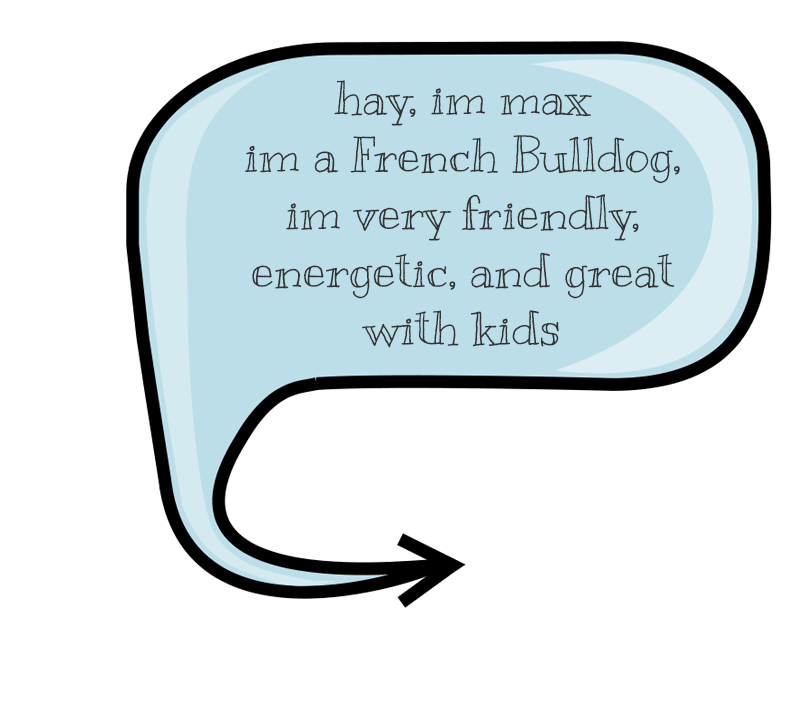 hay, im max
im a French Bulldog,
im very friendly,
energetic, and great
with kids